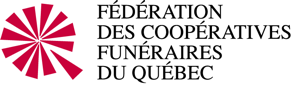 FÉDÉRATION
DES COOPÉRATIVES
FUNÉRAIRES
DU QUÉBEC